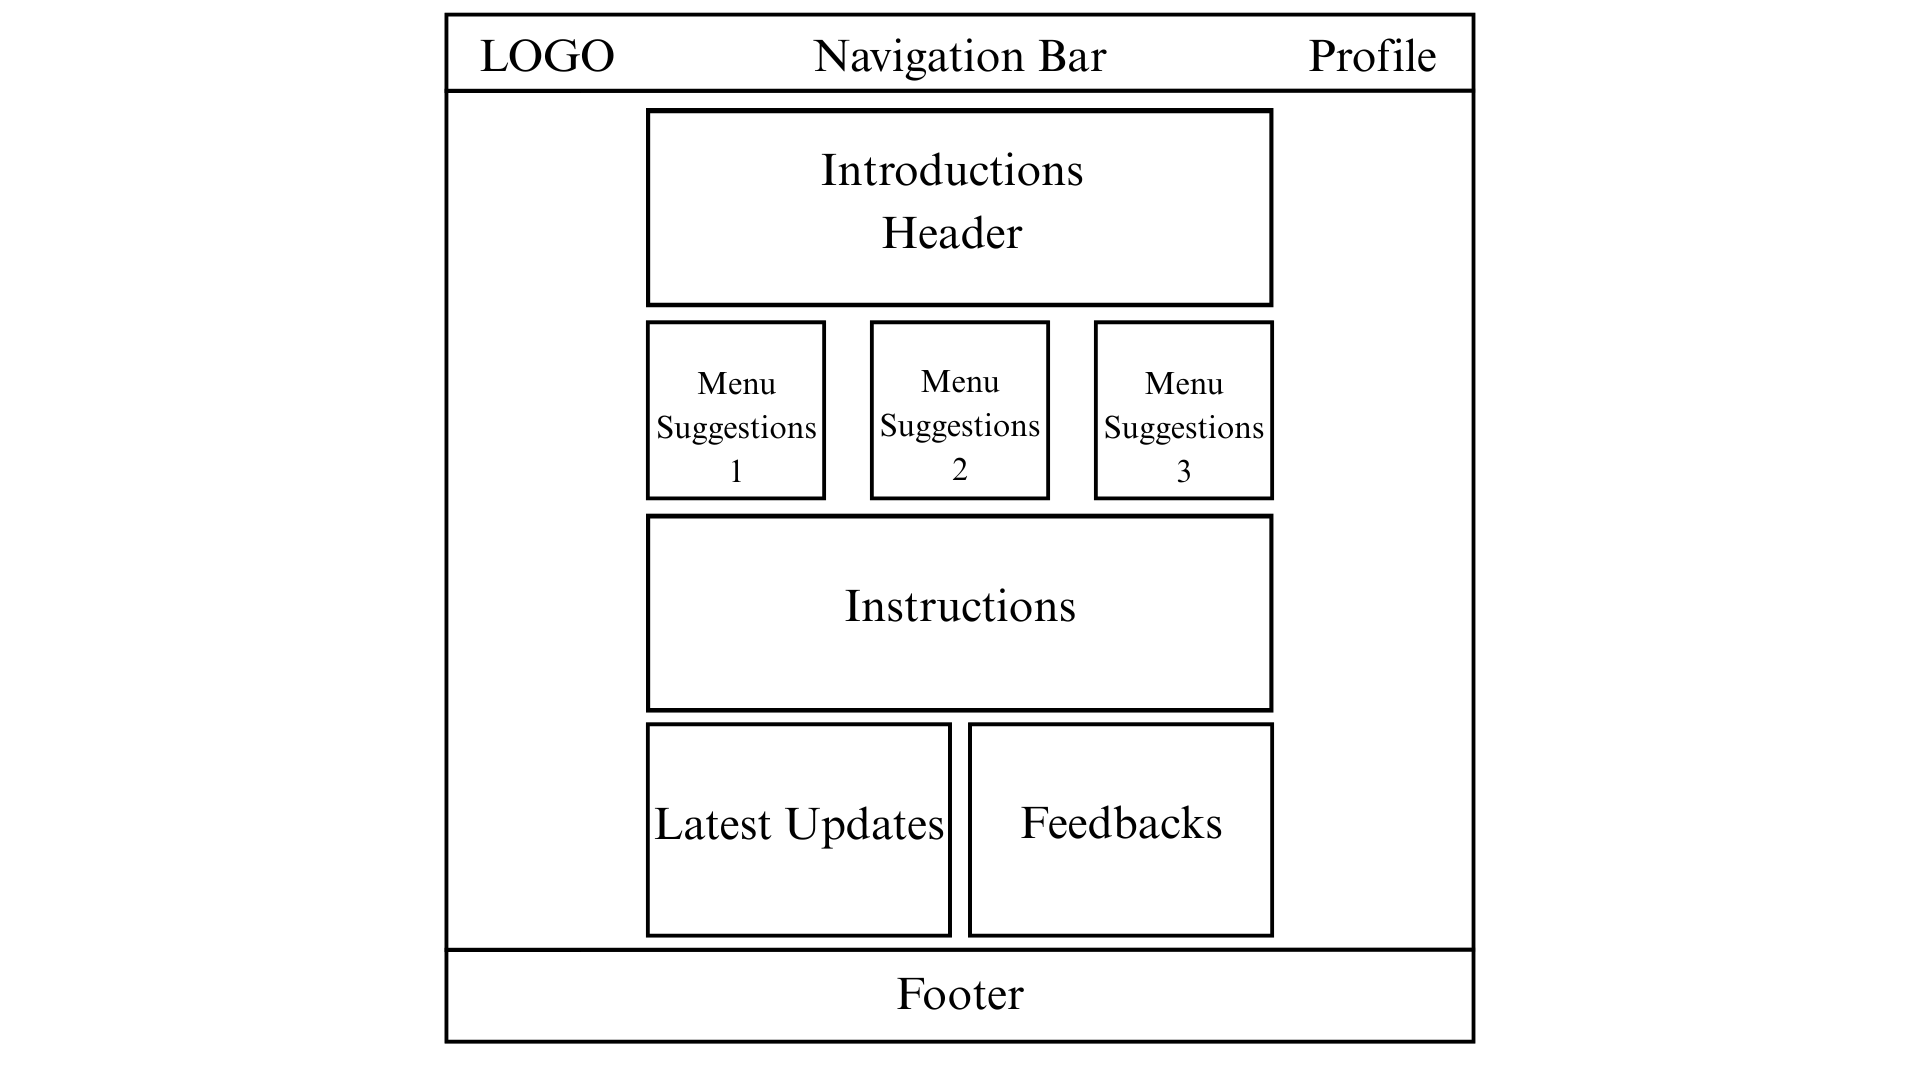 LOGO Navigation Bar Profile
Introductions
Header
Menu
Suggestions
1
Menu
Suggestions
2
Menu
Suggestions
3
Instructions
Latest Updates
Feedbacks
Footer